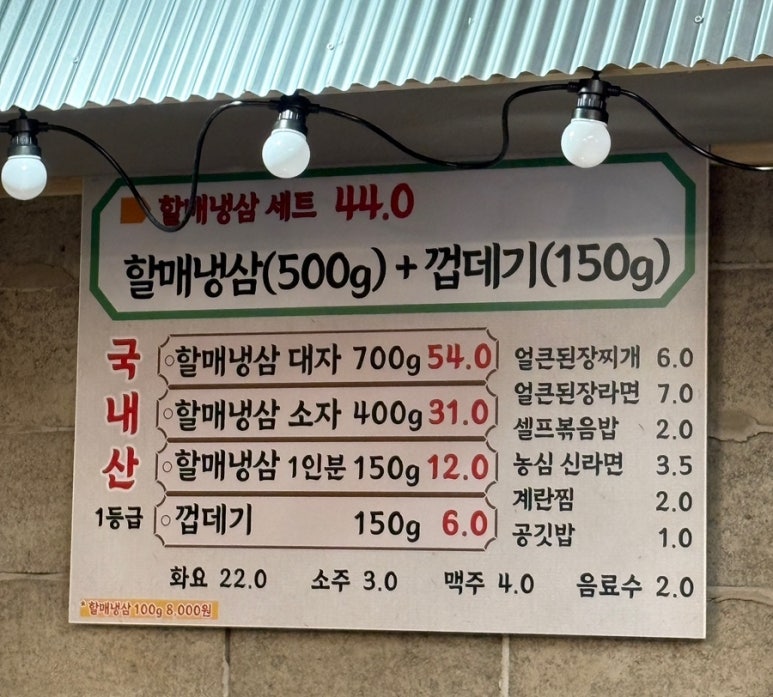 할매냉삼 세트 44.0
할매냉삼(500g)+껍데기(150g)
국내산
1등급
할매냉삼 대자 700g 54.0
할매냉삼 소자 400g 31.0
할매냉삼 1인분 150g 12.0
껍데기 150g 6.0
얼큰된장찌개 6.0
얼큰된장라면 7.0
셀프볶음밥 2.0
농심 신라면 3.5
계란찜 2.0
공깃밥 1.0
화요 22.0 소주 3.0 맥주 4.0 음료수 2.0
*할매냉삼 100g 8,000원